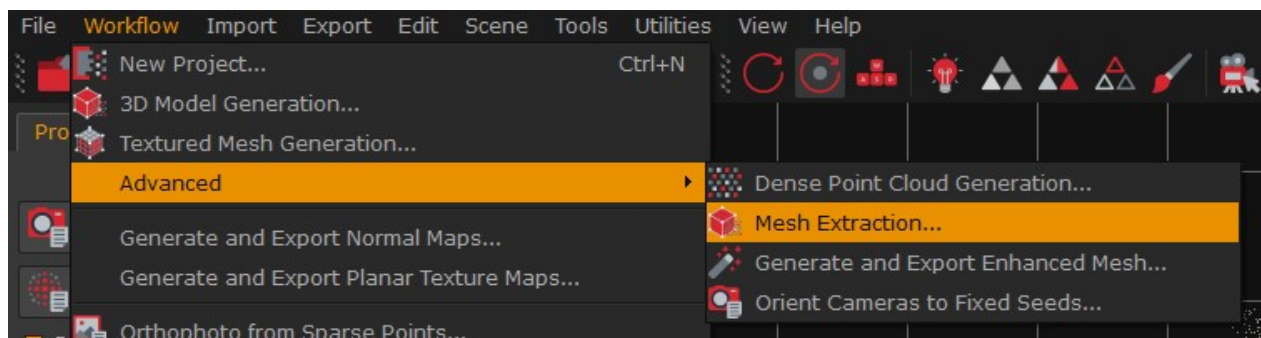 File Workflow Import Export Edit Scene Tools Utilities View Help
New Project... Ctrl+N
3D Model Generation...
Pro
Textured Mesh Generation...
Advanced
Dense Point Cloud Generation...
Mesh Extraction...
Generate and Export Normal Maps...
Generate and Export Enhanced Mesh...
Generate and Export Planar Texture Maps...
Orient Cameras to Fixed Seeds...
Orthophoto from Sparse Points...